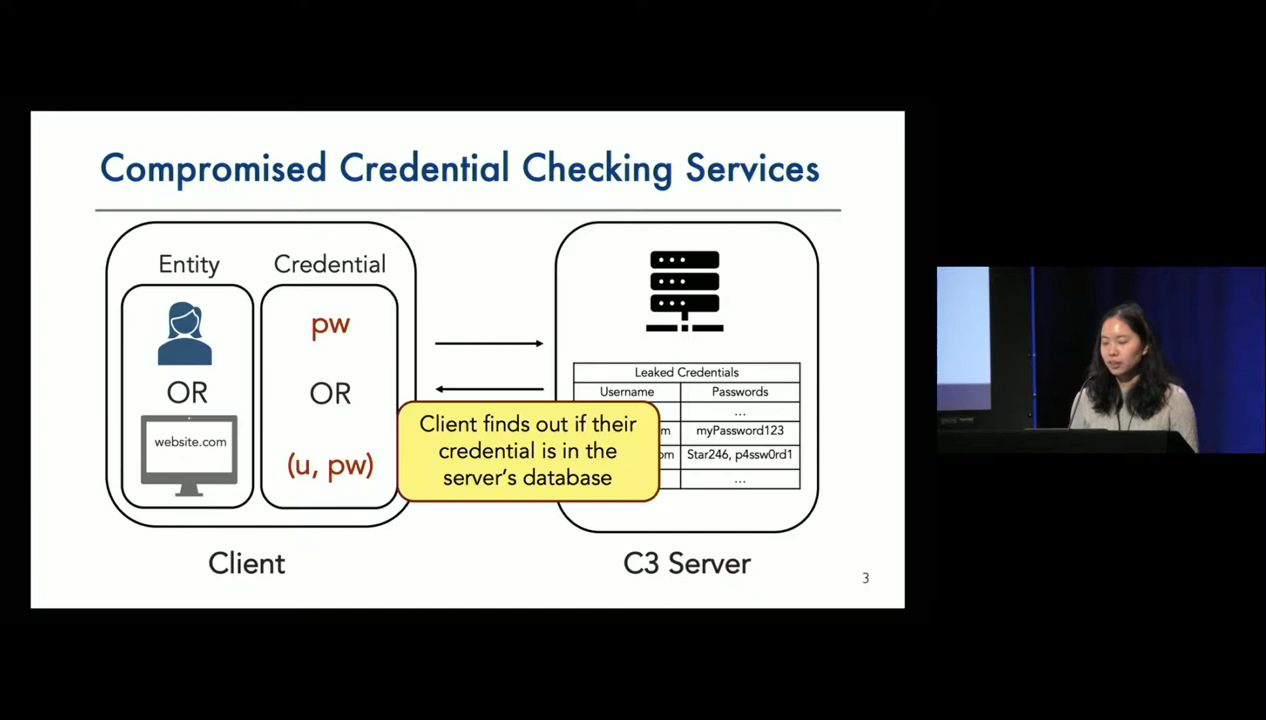 Compromised Credential Checking Services
Entity
Credential
OR
website.com
pw
OR
(u, pw)
Client
Client finds out if their
credential is in the
server's database
Leaked Credentials
Username Passwords
...
m myPassword123
om Star246, p4ssw0rd1
...
C3 Server
3